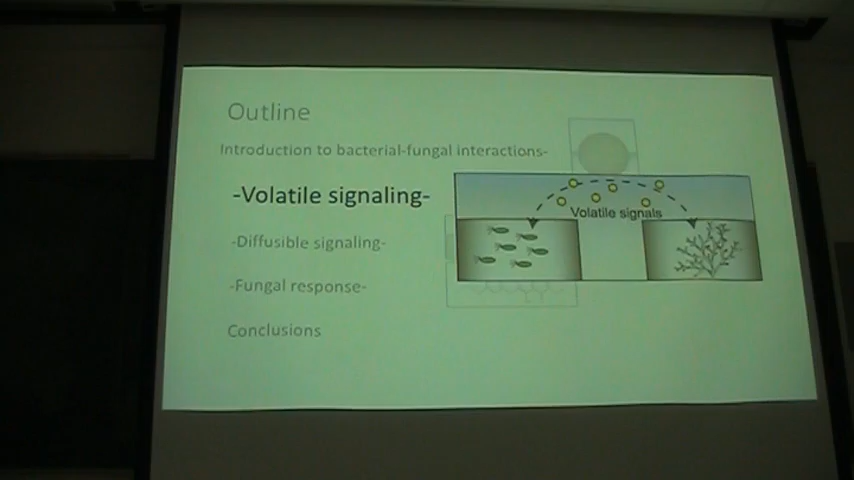 Outline
Introduction to bacterial-fungal interactions-
-Volatile signaling-
Volatile signals
-Diffusible signaling-
-Fungal response-
Conclusions